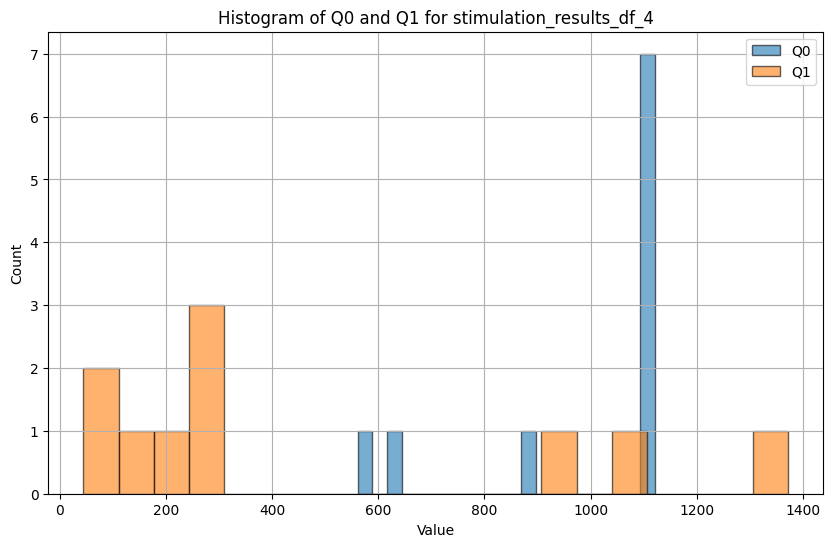 Histogram of Q0 and Q1 for stimulation_results_df_4
Q0
Q1
7
6
5
4
3
2
1
0
Count
0 200 400 600 800 1000 1200 1400
Value